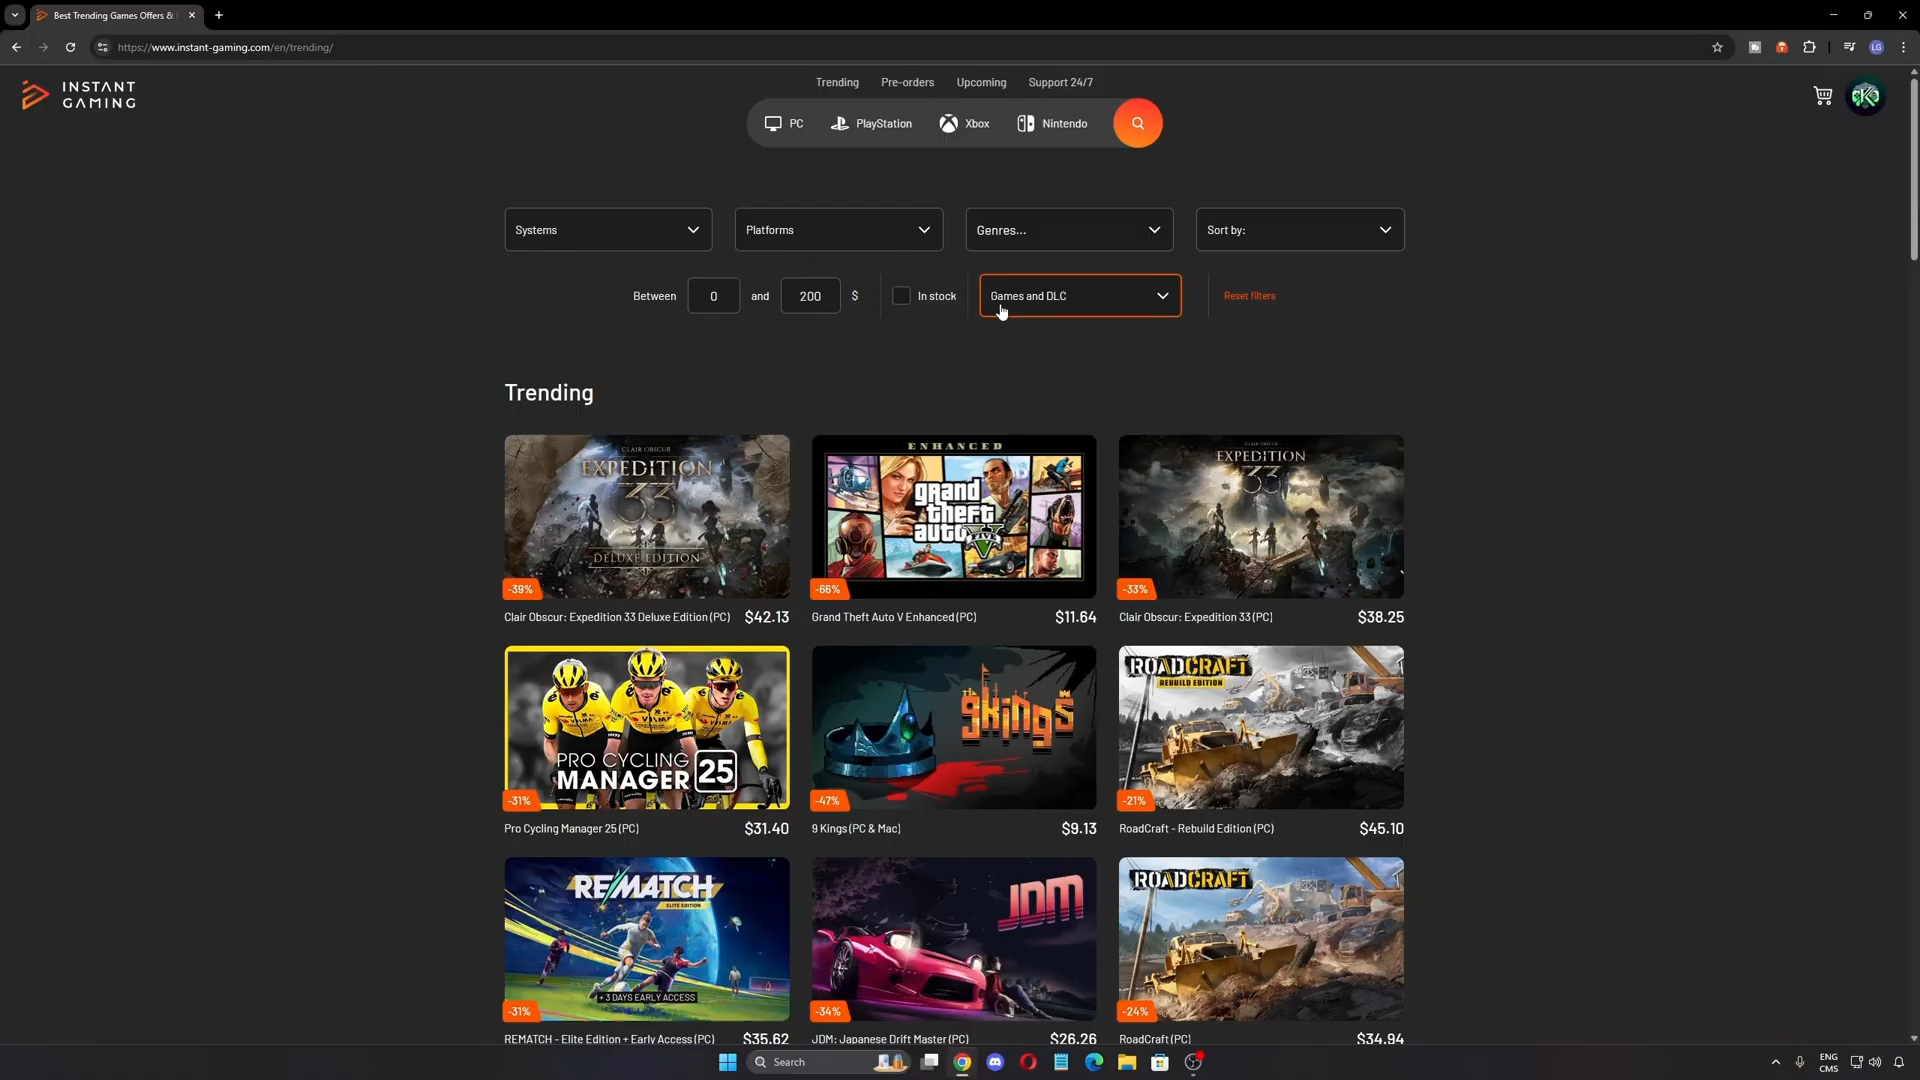 Best Trending Games Offers &
https://www.instant-gaming.com/en/trending/
LG
INSTANT
GAMING
Trending
Pre-orders
Upcoming
Support 24/7
PC
PlayStation
Xbox
Nintendo
Systems
Platforms
Genres...
Sort by:
Between
0
and
200
$
In stock
Games and DLC
Reset filters
Trending
CLAIR OBSCUR
EXPEDITION
33
DELUXE EDITION
-39%
Clair Obscur: Expedition 33 Deluxe Edition (PC)
$42.13
ENHANCED
grand
theft
auto
V
FIVE
-66%
Grand Theft Auto V Enhanced (PC)
$11.64
CLAIR OBSCUR
EXPEDITION
33
-33%
Clair Obscur: Expedition 33 (PC)
$38.25
VISMA
PRO CYCLING
MANAGER 25
-31%
Pro Cycling Manager 25 (PC)
$31.40
9kings
-47%
9 Kings (PC & Mac)
$9.13
ROADCRAFT
REBUILD EDITION
-21%
RoadCraft - Rebuild Edition (PC)
$45.10
REMATCH
ELITE EDITION
+ 3 DAYS EARLY ACCESS
-31%
REMATCH - Elite Edition + Early Access (PC)
$35.62
JDM
-34%
JDM: Japanese Drift Master (PC)
$26.26
ROADCRAFT
-24%
RoadCraft (PC)
$34.94
Search
ENG
CMS